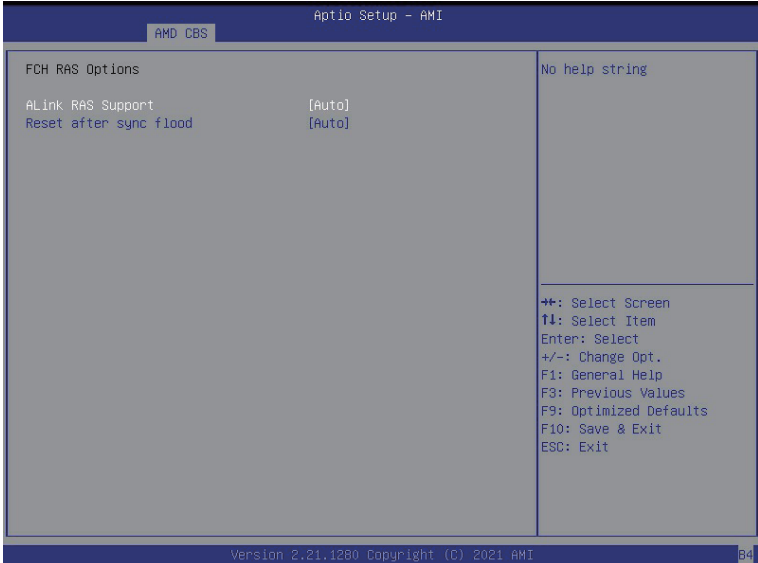 Aptio Setup – AMI
AMD CBS
FCH RAS Options
ALink RAS Support [Auto]
Reset after sync flood [Auto]
No help string
→←: Select Screen
↑↓: Select Item
Enter: Select
+/-: Change Opt.
F1: General Help
F3: Previous Values
F9: Optimized Defaults
F10: Save & Exit
ESC: Exit
Version 2.21.1280 Copyright (C) 2021 AMI
B4